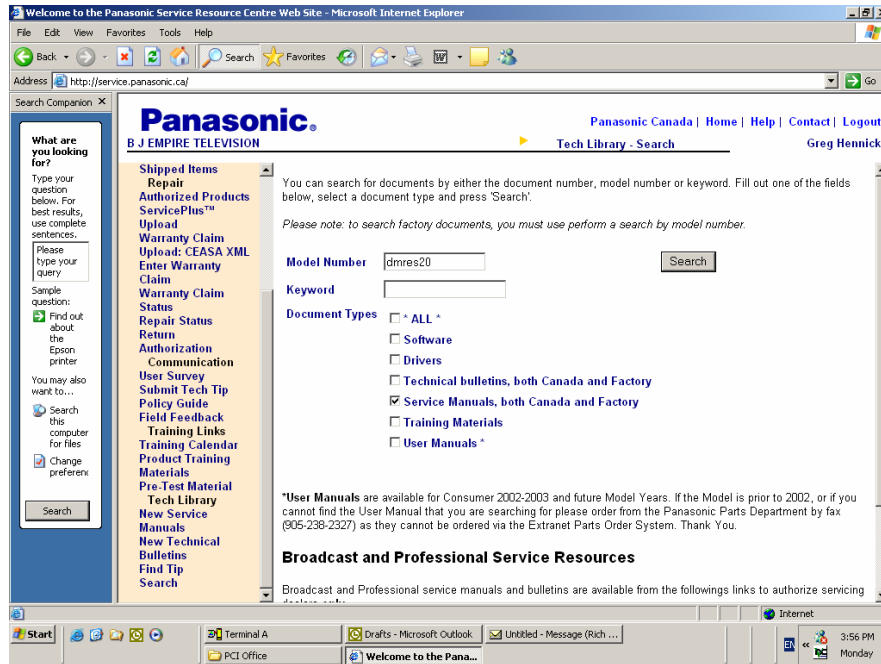 Welcome to the Panasonic Service Resource Centre Web Site - Microsoft Internet Explorer
File Edit View Favorites Tools Help
Back Search Favorites
Address http://service.panasonic.ca/ Go
Search Companion X
What are
you looking
for?
Type your
question
below. For
best results,
use complete
sentences.
Please
type your
query
Sample
question:
Find out
about
the
Epson
printer
You may also
want to...
Search
this
computer
for files
Change
preferenc
Search
Panasonic®
B J EMPIRE TELEVISION
Panasonic Canada | Home | Help | Contact | Logout
Tech Library - Search
Greg Hennick
Shipped Items
Repair
Authorized Products
ServicePlus™
Upload
Warranty Claim
Upload: CEASA XML
Enter Warranty
Claim
Warranty Claim
Status
Repair Status
Return
Authorization
Communication
User Survey
Submit Tech Tip
Policy Guide
Field Feedback
Training Links
Training Calendar
Product Training
Materials
Pre-Test Material
Tech Library
New Service
Manuals
New Technical
Bulletins
Find Tip
Search
You can search for documents by either the document number, model number or keyword. Fill out one of the fields
below, select a document type and press 'Search'.
Please note: to search factory documents, you must use perform a search by model number.
Model Number dmres20 Search
Keyword
Document Types * ALL *
Software
Drivers
Technical bulletins, both Canada and Factory
Service Manuals, both Canada and Factory
Training Materials
User Manuals *
*User Manuals are available for Consumer 2002-2003 and future Model Years. If the Model is prior to 2002, or if you
cannot find the User Manual that you are searching for please order from the Panasonic Parts Department by fax
(905-238-2327) as they cannot be ordered via the Extranet Parts Order System. Thank You.
Broadcast and Professional Service Resources
Broadcast and Professional service manuals and bulletins are available from the followings links to authorize servicing
Internet
Start Terminal A Drafts - Microsoft Outlook Untitled - Message (Rich ... 3:56 PM
PCI Office Welcome to the Pana... EN Monday